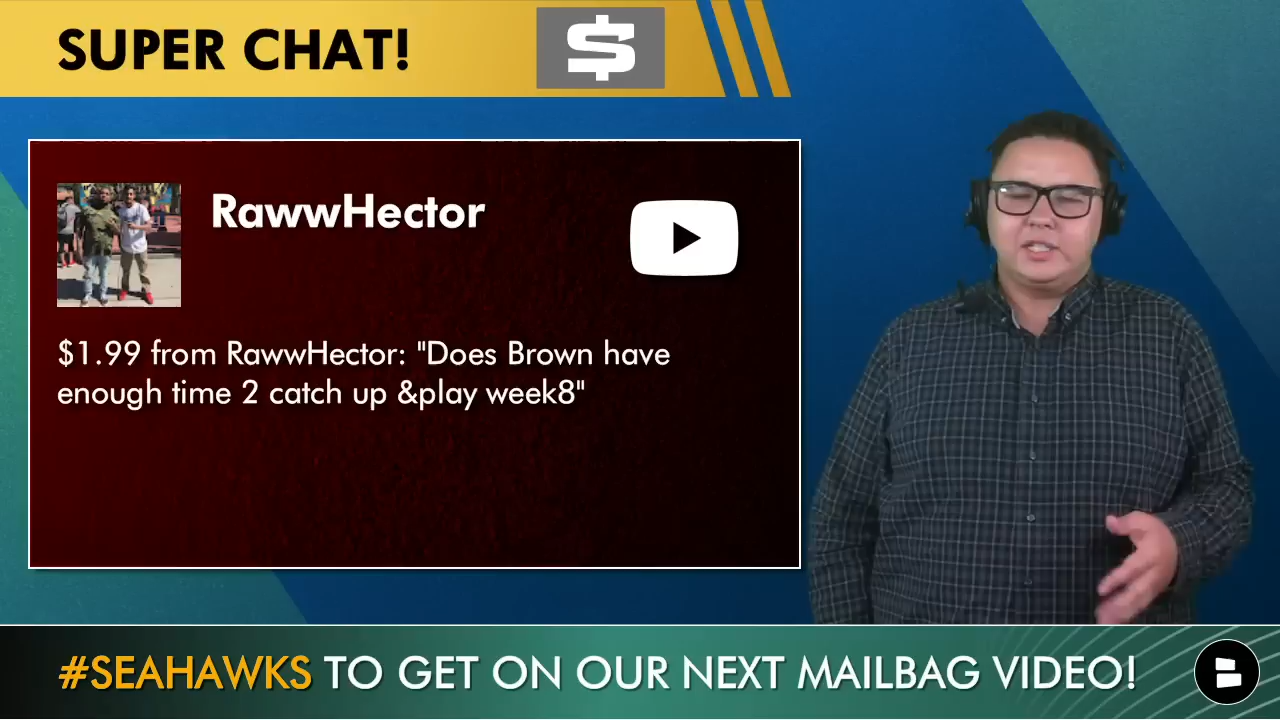 SUPER CHAT!
$
RawwHector
$1.99 from RawwHector: "Does Brown have
enough time 2 catch up &play week8"
#SEAHAWKS TO GET ON OUR NEXT MAILBAG VIDEO!